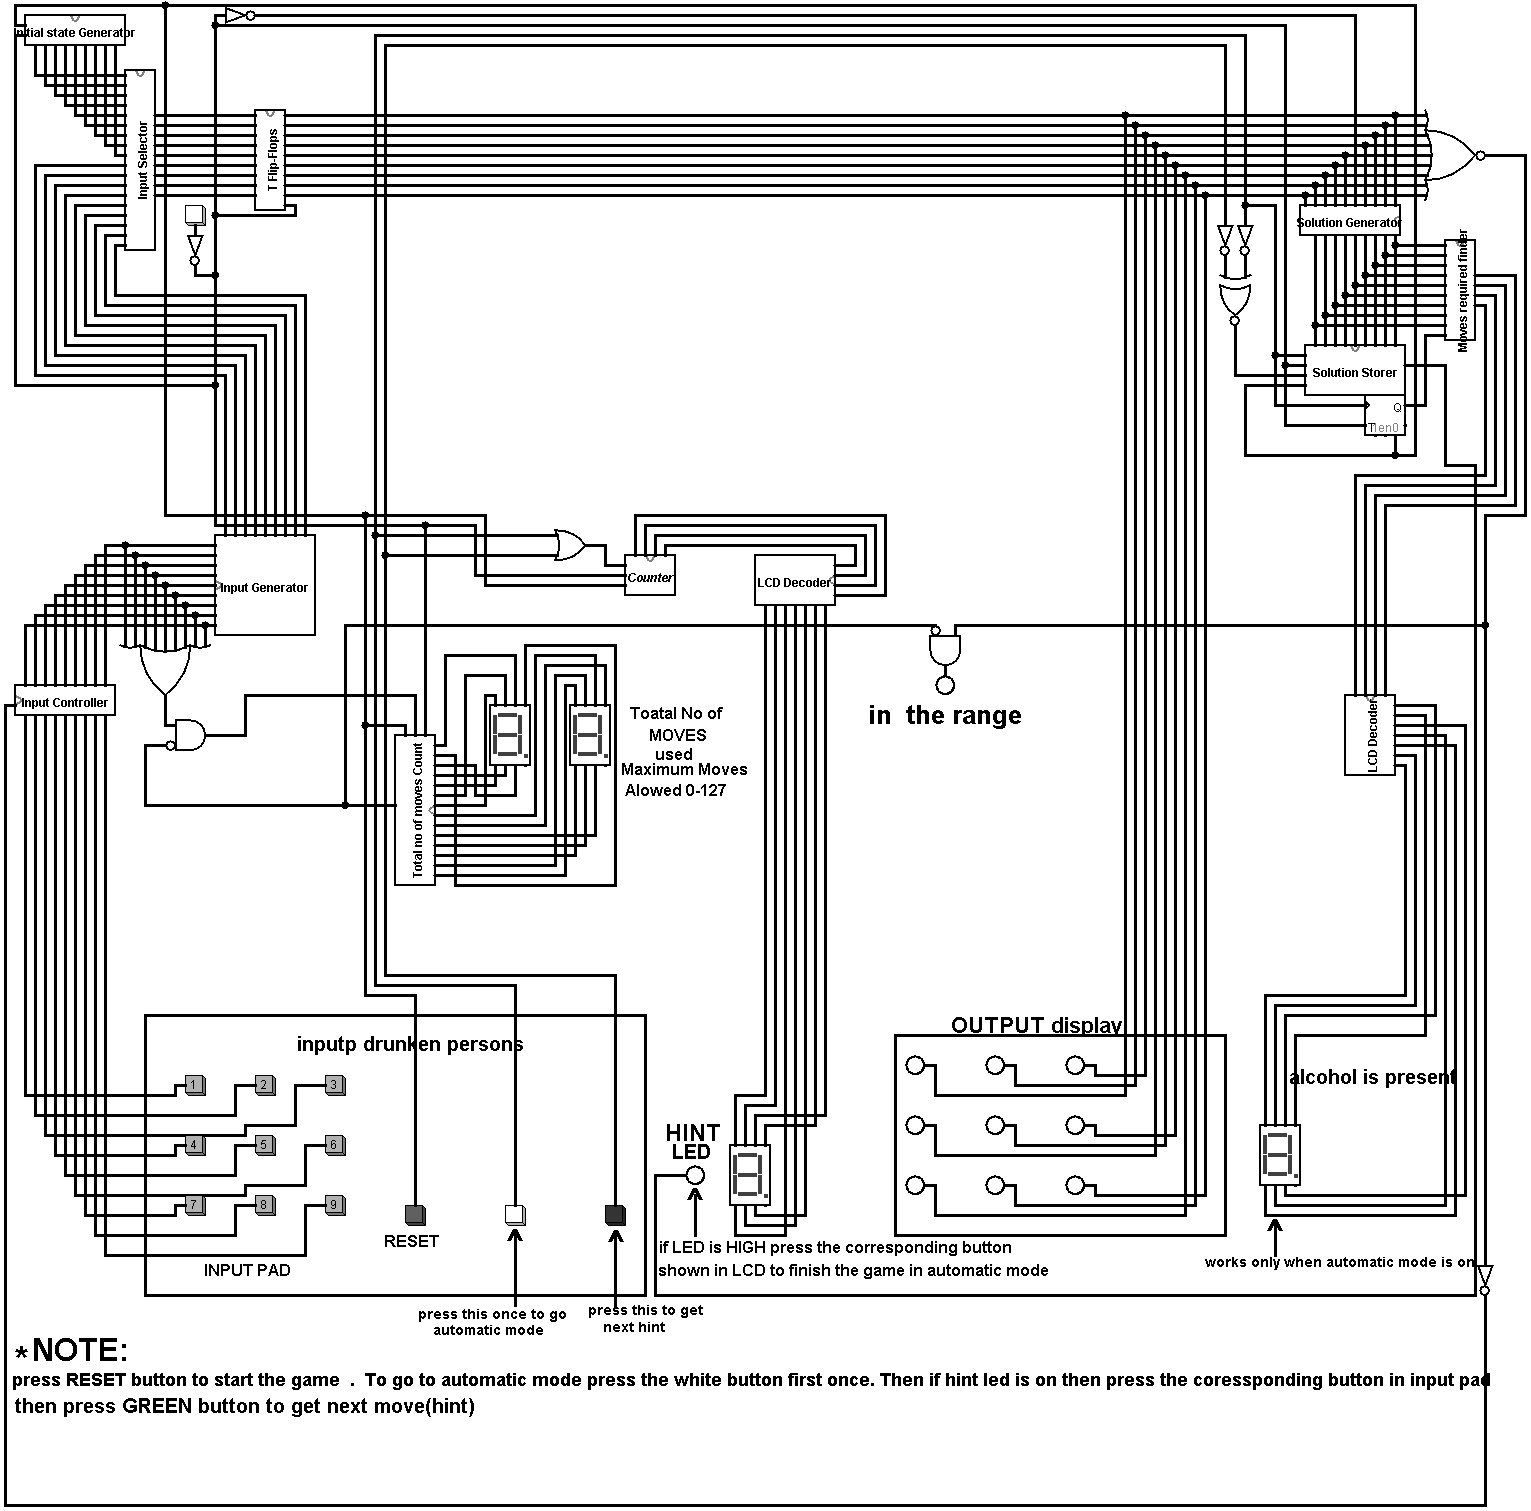 Initial state Generator
Input Selector
T Flip-Flops
Solution Generator
Moves required finder
Solution Storer
Q
T en0
Input Generator
Counter
LCD Decoder
Input Controller
Total no of moves Count
Toatal No of
MOVES
used
Maximum Moves
Alowed 0-127
in the range
LCD Decoder
inputp drunken persons
OUTPUT display
alcohol is present
1
2
3
4
5
6
7
8
9
RESET
INPUT PAD
HINT
LED
if LED is HIGH press the corresponding button
shown in LCD to finish the game in automatic mode
works only when automatic mode is on
press this once to go
automatic mode
press this to get
next hint
*NOTE:
press RESET button to start the game . To go to automatic mode press the white button first once. Then if hint led is on then press the coressponding button in input pad
then press GREEN button to get next move(hint)